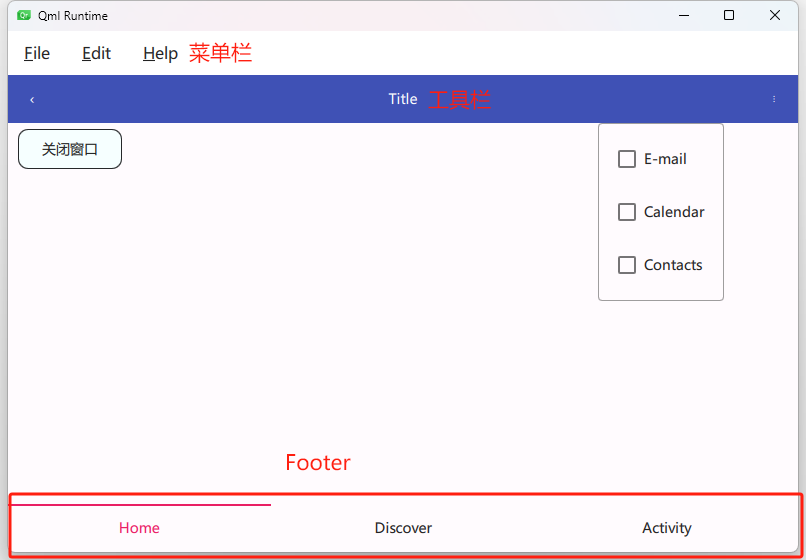 Qml Runtime
File Edit Help 菜单栏
‹ Title 工具栏 ⋮
关闭窗口
E-mail
Calendar
Contacts
Footer
Home Discover Activity